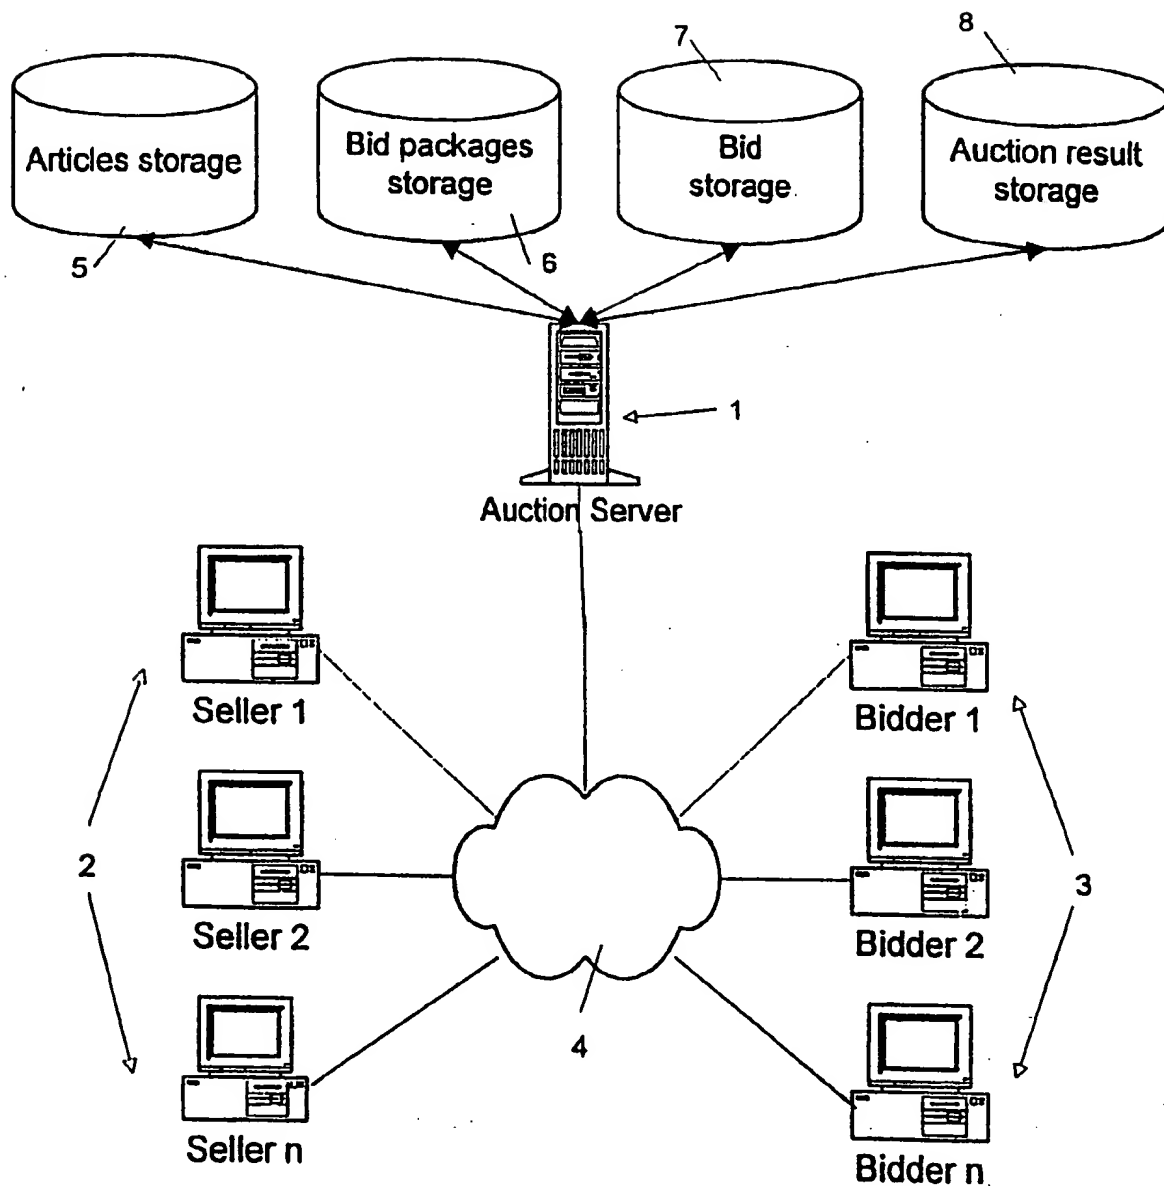 7
8
Articles storage
Bid packages
storage
Bid
storage
Auction result
storage
5
6
1
Auction Server
Seller 1
Bidder 1
2
3
Seller 2
Bidder 2
4
Seller n
Bidder n